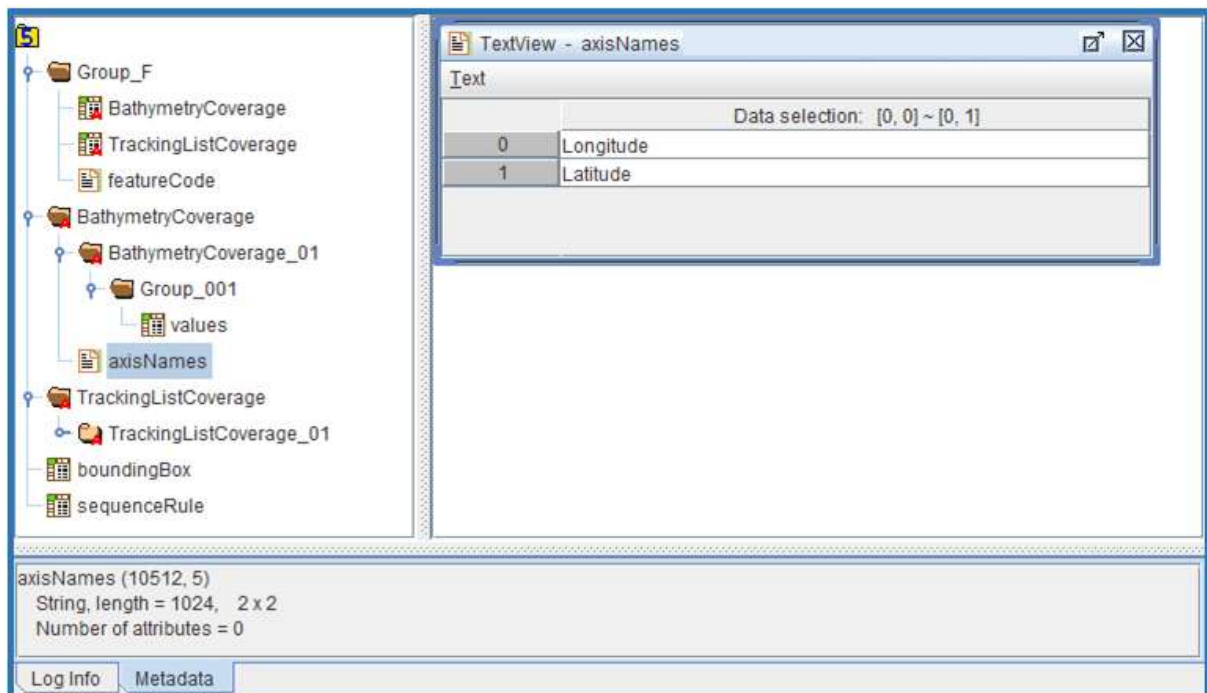 5
Group_F
BathymetryCoverage
TrackingListCoverage
featureCode
BathymetryCoverage
BathymetryCoverage_01
Group_001
values
axisNames
TrackingListCoverage
TrackingListCoverage_01
boundingBox
sequenceRule
TextView - axisNames
Text
Data selection: [0, 0] ~ [0, 1]
0 Longitude
1 Latitude
axisNames (10512, 5)
String, length = 1024, 2 x 2
Number of attributes = 0
Log Info Metadata